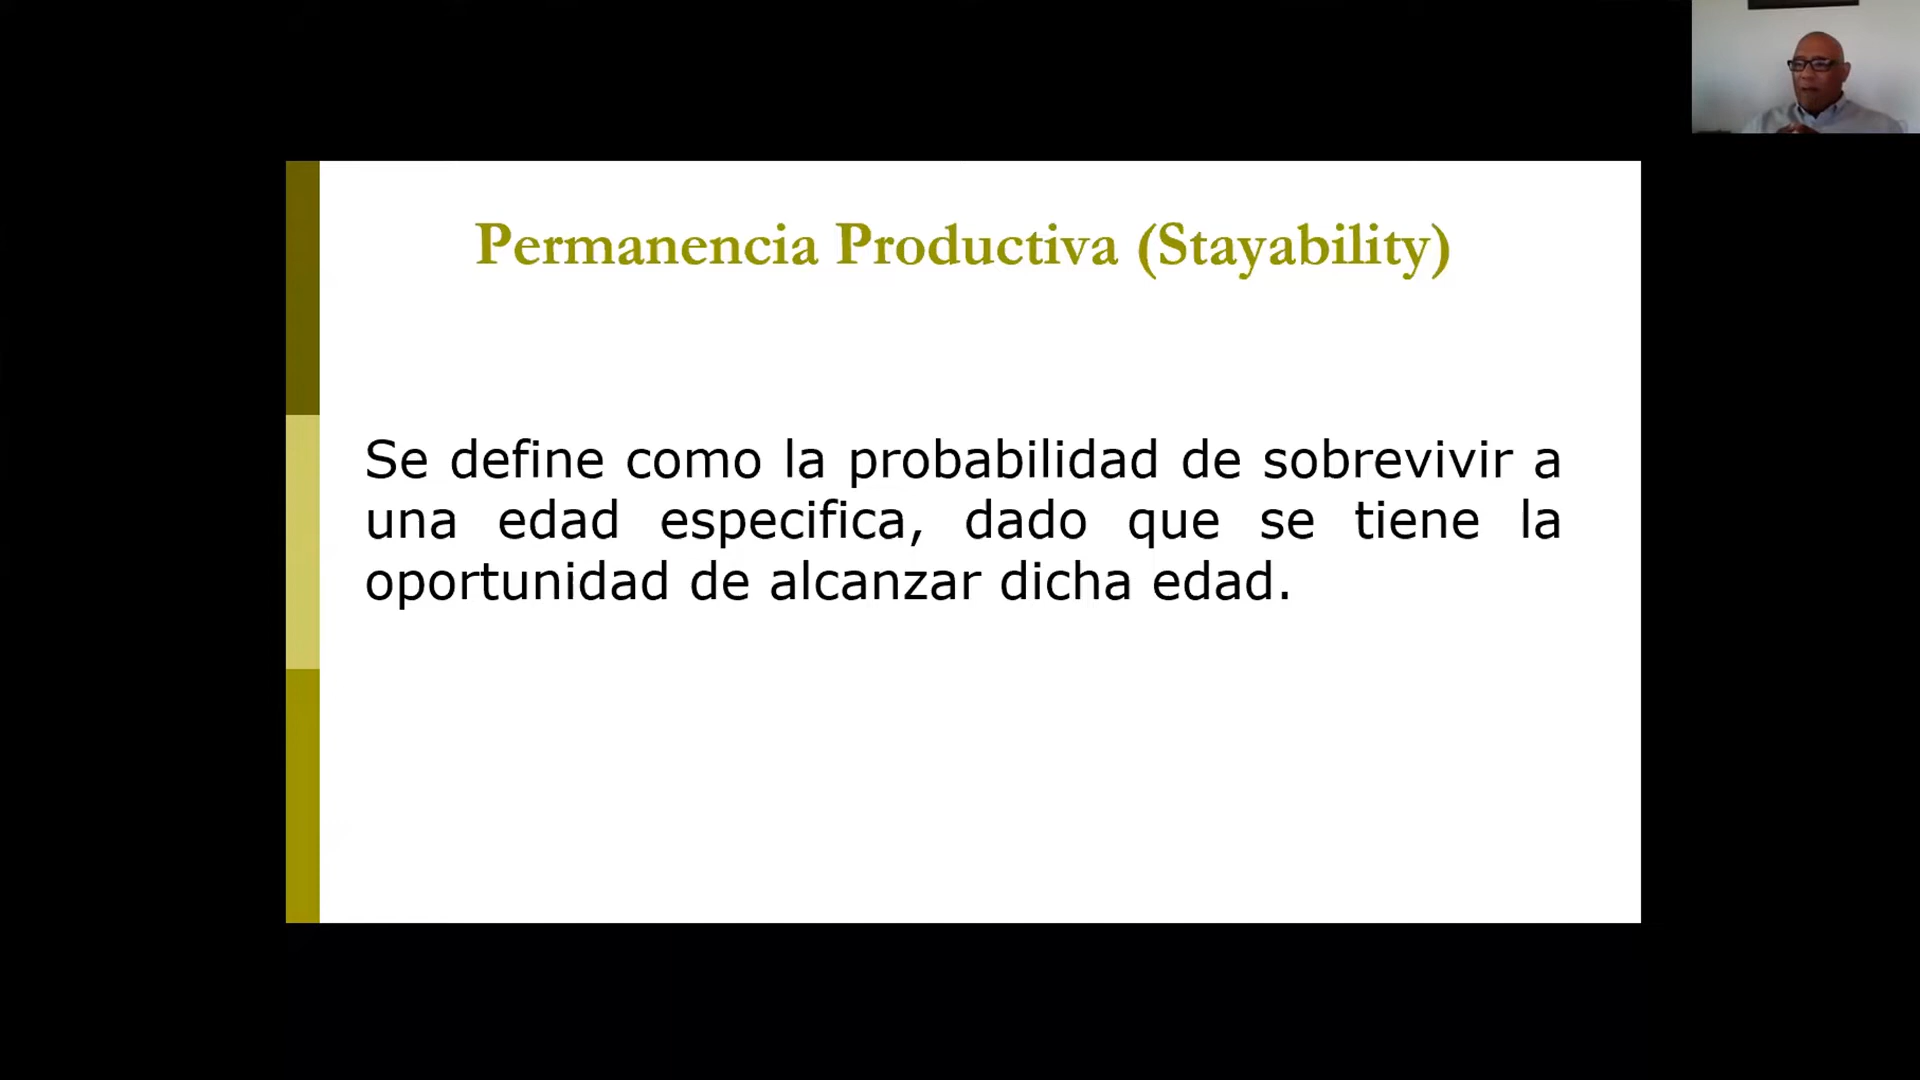 Permanencia Productiva (Stayability)
Se define como la probabilidad de sobrevivir a
una edad especifica, dado que se tiene la
oportunidad de alcanzar dicha edad.